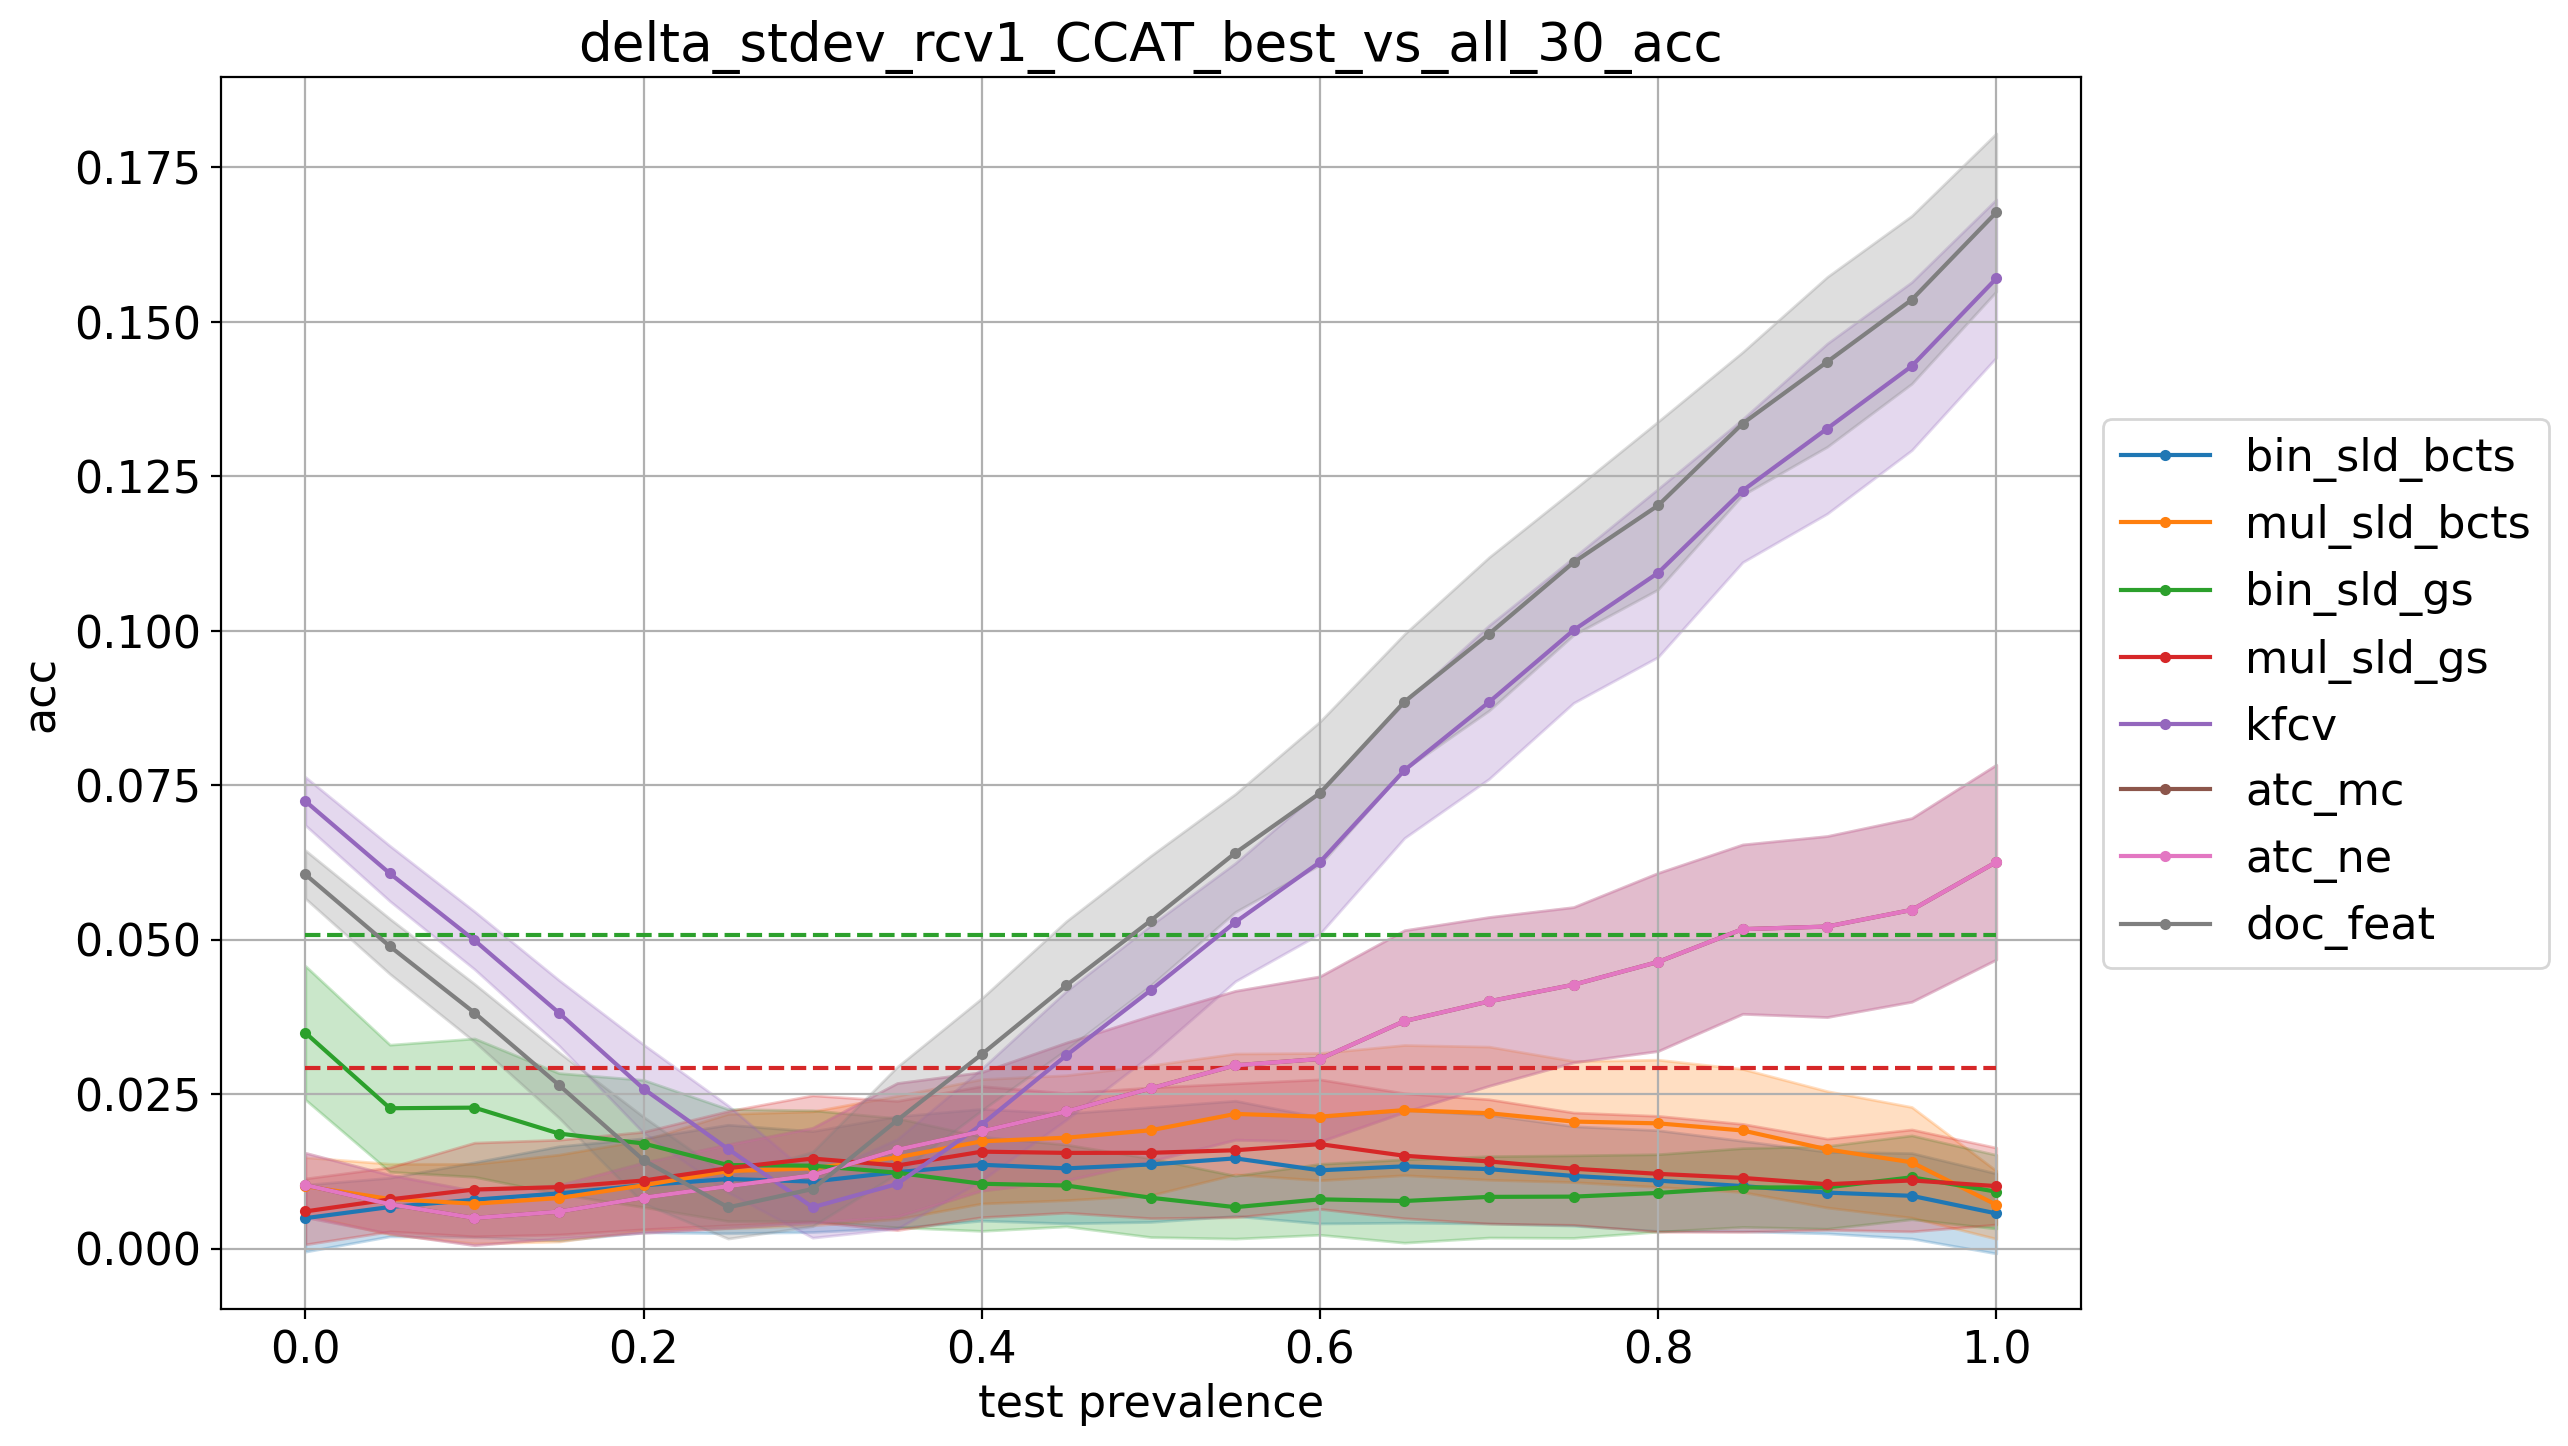 delta_stdev_rcv1_CCAT_best_vs_all_30_acc
0.175
0.150
0.125
0.100
0.075
0.050
0.025
0.000
acc
0.0 0.2 0.4 0.6 0.8 1.0
test prevalence
bin_sld_bcts
mul_sld_bcts
bin_sld_gs
mul_sld_gs
kfcv
atc_mc
atc_ne
doc_feat